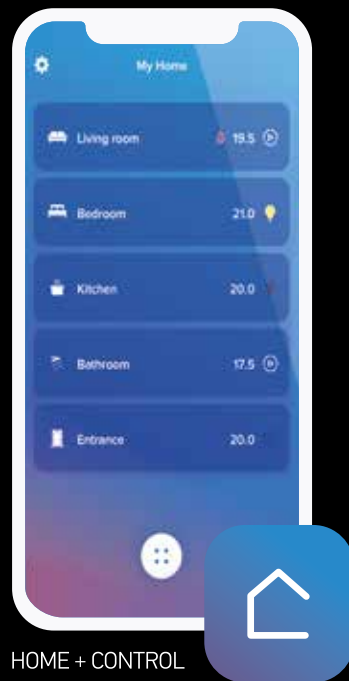 My Home
Living room 19.5
Bedroom 21.0
Kitchen 20.0
Bathroom 17.5
Entrance 20.0
HOME + CONTROL